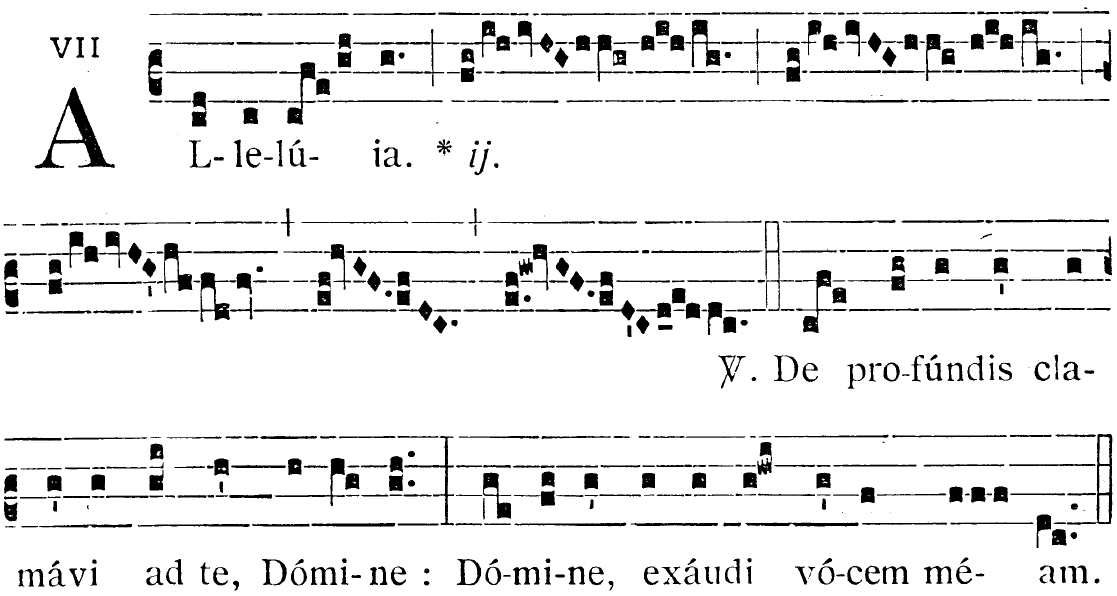 VII
AL-le-lú- ia. * ij.
℣. De pro-fúndis cla-
mávi ad te, Dómi-ne : Dó-mi-ne, exáudi vó-cem mé- am.